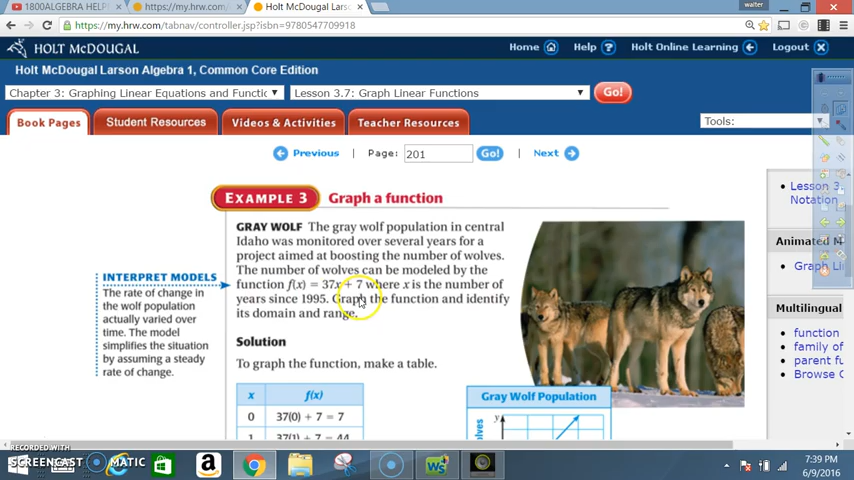 1800ALGEBRA HELP
https://my.hrw.com/tabnav/
Holt McDougal Lars
walter
https://my.hrw.com/tabnav/controller.jsp?isbn=9780547709918
HOLT MCDOUGAL
Home
Help
Holt Online Learning
Logout
Holt McDougal Larson Algebra 1, Common Core Edition
Chapter 3: Graphing Linear Equations and Functic
Lesson 3.7: Graph Linear Functions
Go!
Book Pages
Student Resources
Videos & Activities
Teacher Resources
Tools:
Previous | Page: 201 Go! | Next
EXAMPLE 3 Graph a function
GRAY WOLF The gray wolf population in central
Idaho was monitored over several years for a
project aimed at boosting the number of wolves.
The number of wolves can be modeled by the
function f(x) = 37x + 7 where x is the number of
years since 1995. Graph the function and identify
its domain and range.
INTERPRET MODELS
The rate of change in
the wolf population
actually varied over
time. The model
simplifies the situation
by assuming a steady
rate of change.
Solution
To graph the function, make a table.
x f(x)
0 37(0) + 7 = 7
1 37(1) + 7 = 44
Gray Wolf Population
y
Lesson 3.
Notation
Animated M
Graph Li
Multilingual
function
family of
parent fu
Browse C
RECORDED WITH
SCREENCAST MATIC
7:39 PM
6/9/2016